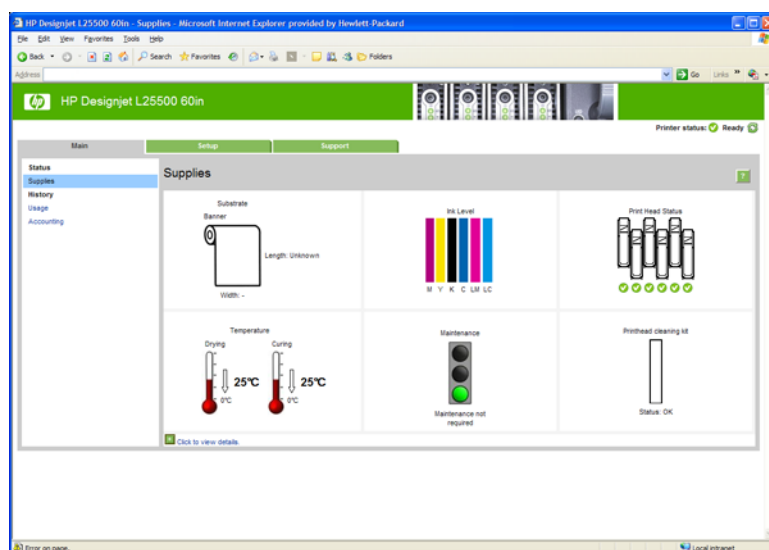 HP Designjet L25500 60in - Supplies - Microsoft Internet Explorer provided by Hewlett-Packard
File Edit View Favorites Tools Help
Back Search Favorites Folders
Address Go Links »
hp HP Designjet L25500 60in
Printer status: Ready
Main Setup Support
Status
Supplies
History
Usage
Accounting
Supplies
?
Substrate
Banner
Length: Unknown
Width: -
Ink Level
M Y K C LM LC
Print Head Status
Temperature
Drying Curing
25°C 25°C
0°C 0°C
Maintenance
Maintenance not
required
Printhead cleaning kit
Status: OK
Click to view details.
Error on page. Local intranet